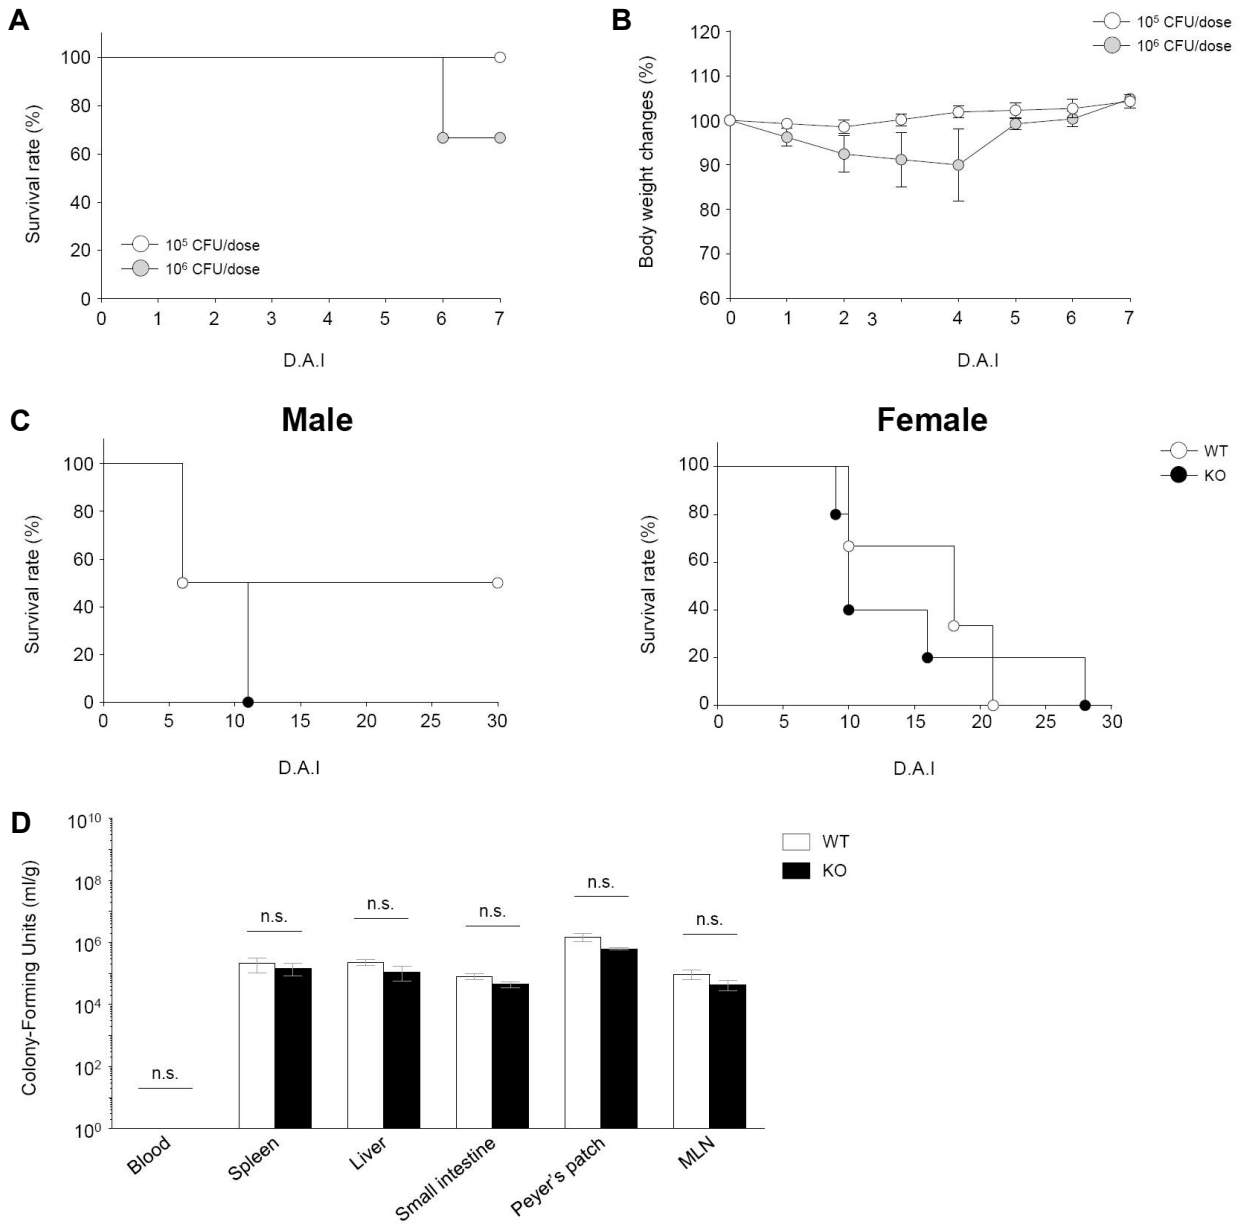 A
Survival rate (%)
100
80
60
40
20
0
10⁵ CFU/dose
10⁶ CFU/dose
0 1 2 3 4 5 6 7
D.A.I
B
10⁵ CFU/dose
10⁶ CFU/dose
Body weight changes (%)
120
110
100
90
80
70
60
0 1 2 3 4 5 6 7
D.A.I
C
Male
Survival rate (%)
100
80
60
40
20
0
0 5 10 15 20 25 30
D.A.I
Female
WT
KO
Survival rate (%)
100
80
60
40
20
0
0 5 10 15 20 25 30
D.A.I
D
Colony-Forming Units (ml/g)
10¹⁰
10⁸
10⁶
10⁴
10²
10⁰
WT
KO
n.s. n.s. n.s. n.s. n.s. n.s.
Blood Spleen Liver Small intestine Peyer's patch MLN